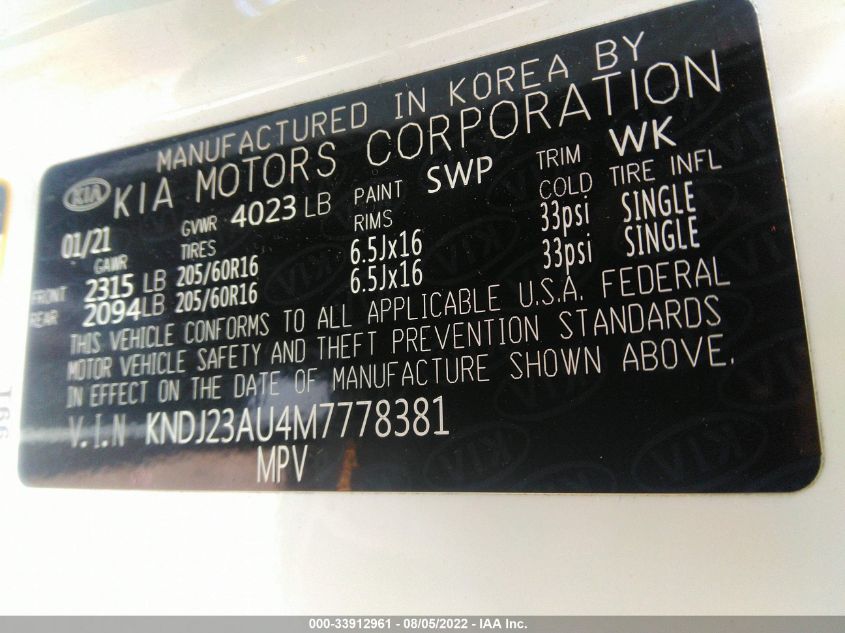 MANUFACTURED IN KOREA BY
KIA KIA MOTORS CORPORATION
01/21 GVWR 4023 LB PAINT SWP TRIM WK
GAWR TIRES RIMS COLD TIRE INFL
FRONT 2315 LB 205/60R16 6.5Jx16 33psi SINGLE
REAR 2094LB 205/60R16 6.5Jx16 33psi SINGLE
THIS VEHICLE CONFORMS TO ALL APPLICABLE U.S.A. FEDERAL
MOTOR VEHICLE SAFETY AND THEFT PREVENTION STANDARDS
IN EFFECT ON THE DATE OF MANUFACTURE SHOWN ABOVE.
V.I.N KNDJ23AU4M7778381
MPV
000-33912961 - 08/05/2022 - IAA Inc.